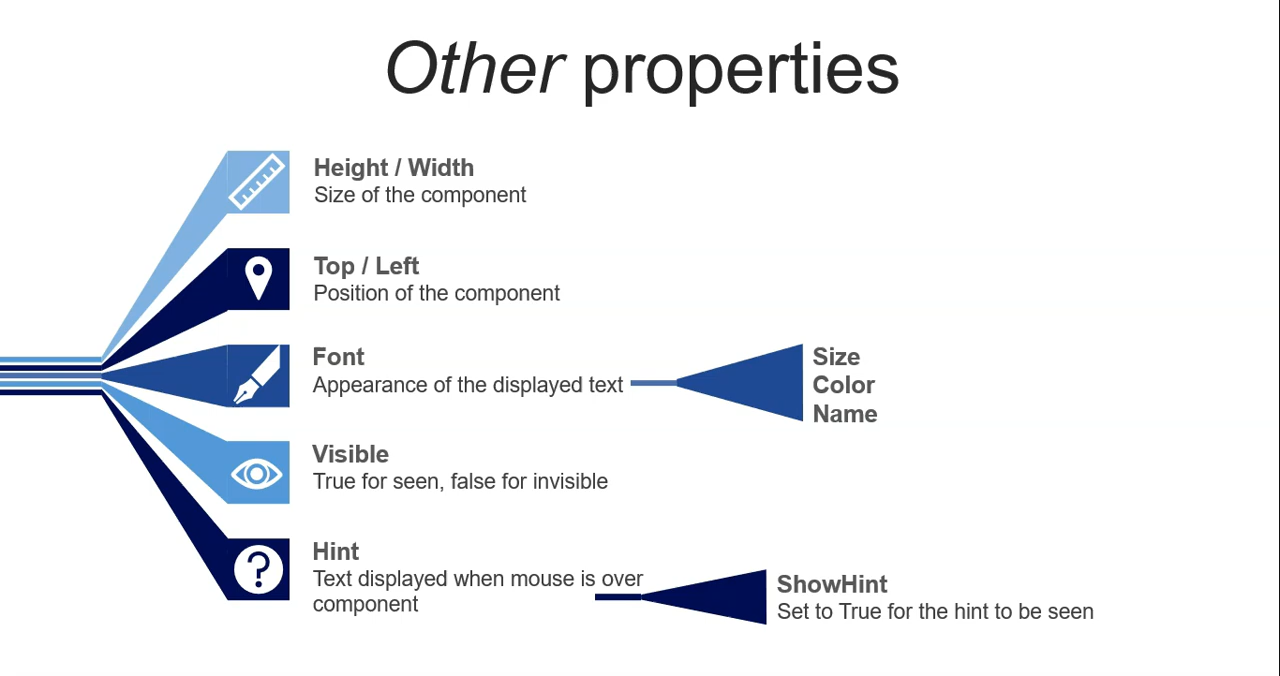 Other properties
Height / Width
Size of the component
Top / Left
Position of the component
Font
Appearance of the displayed text
Size
Color
Name
Visible
True for seen, false for invisible
Hint
Text displayed when mouse is over
component
ShowHint
Set to True for the hint to be seen